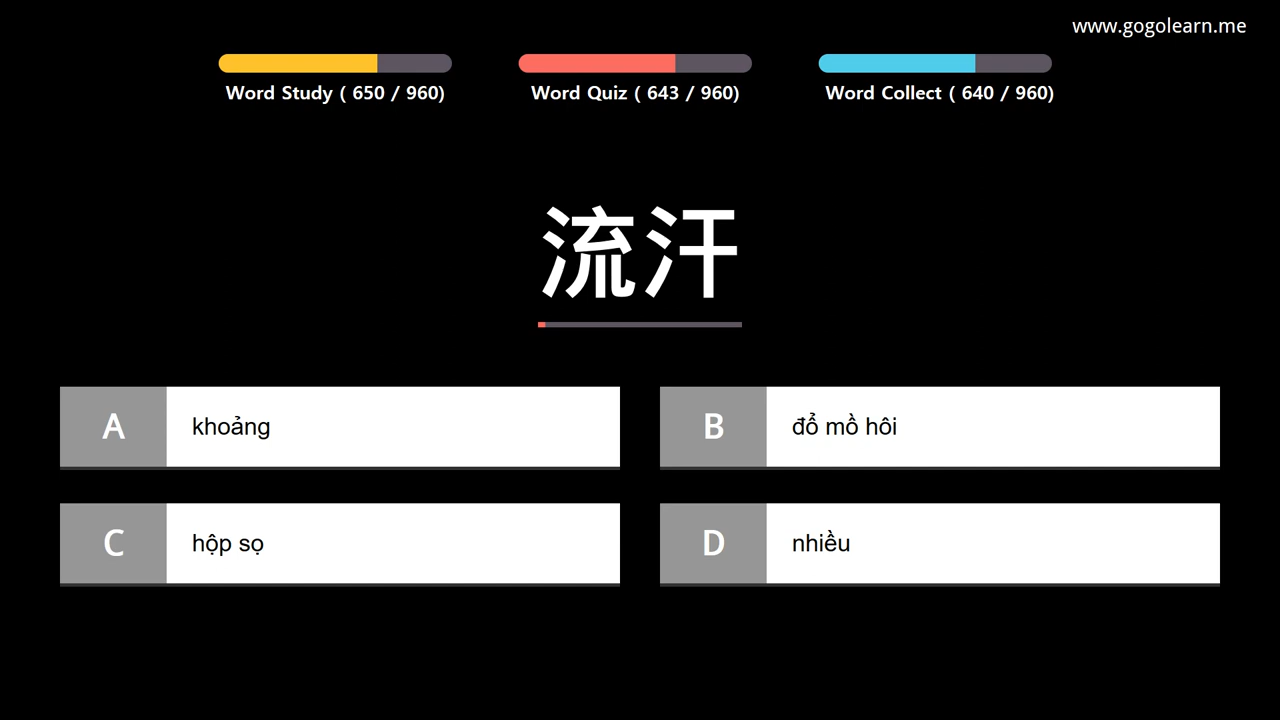 www.gogolearn.me
Word Study ( 650 / 960)
Word Quiz ( 643 / 960)
Word Collect ( 640 / 960)
流汗
A khoảng
B đổ mồ hôi
C hộp sọ
D nhiều